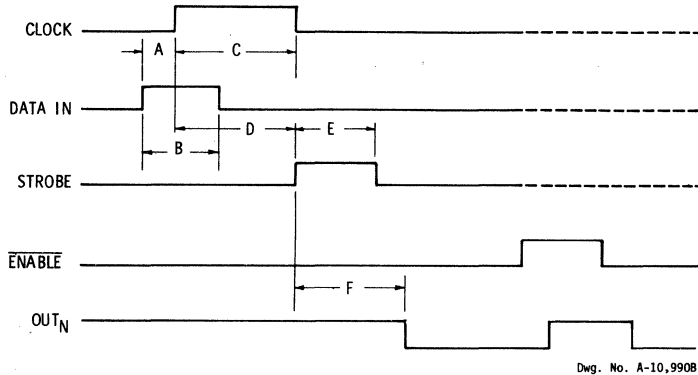 CLOCK
A
C
DATA IN
D
E
B
STROBE
ENABLE
F
OUTN
Dwg. No. A-10,990B